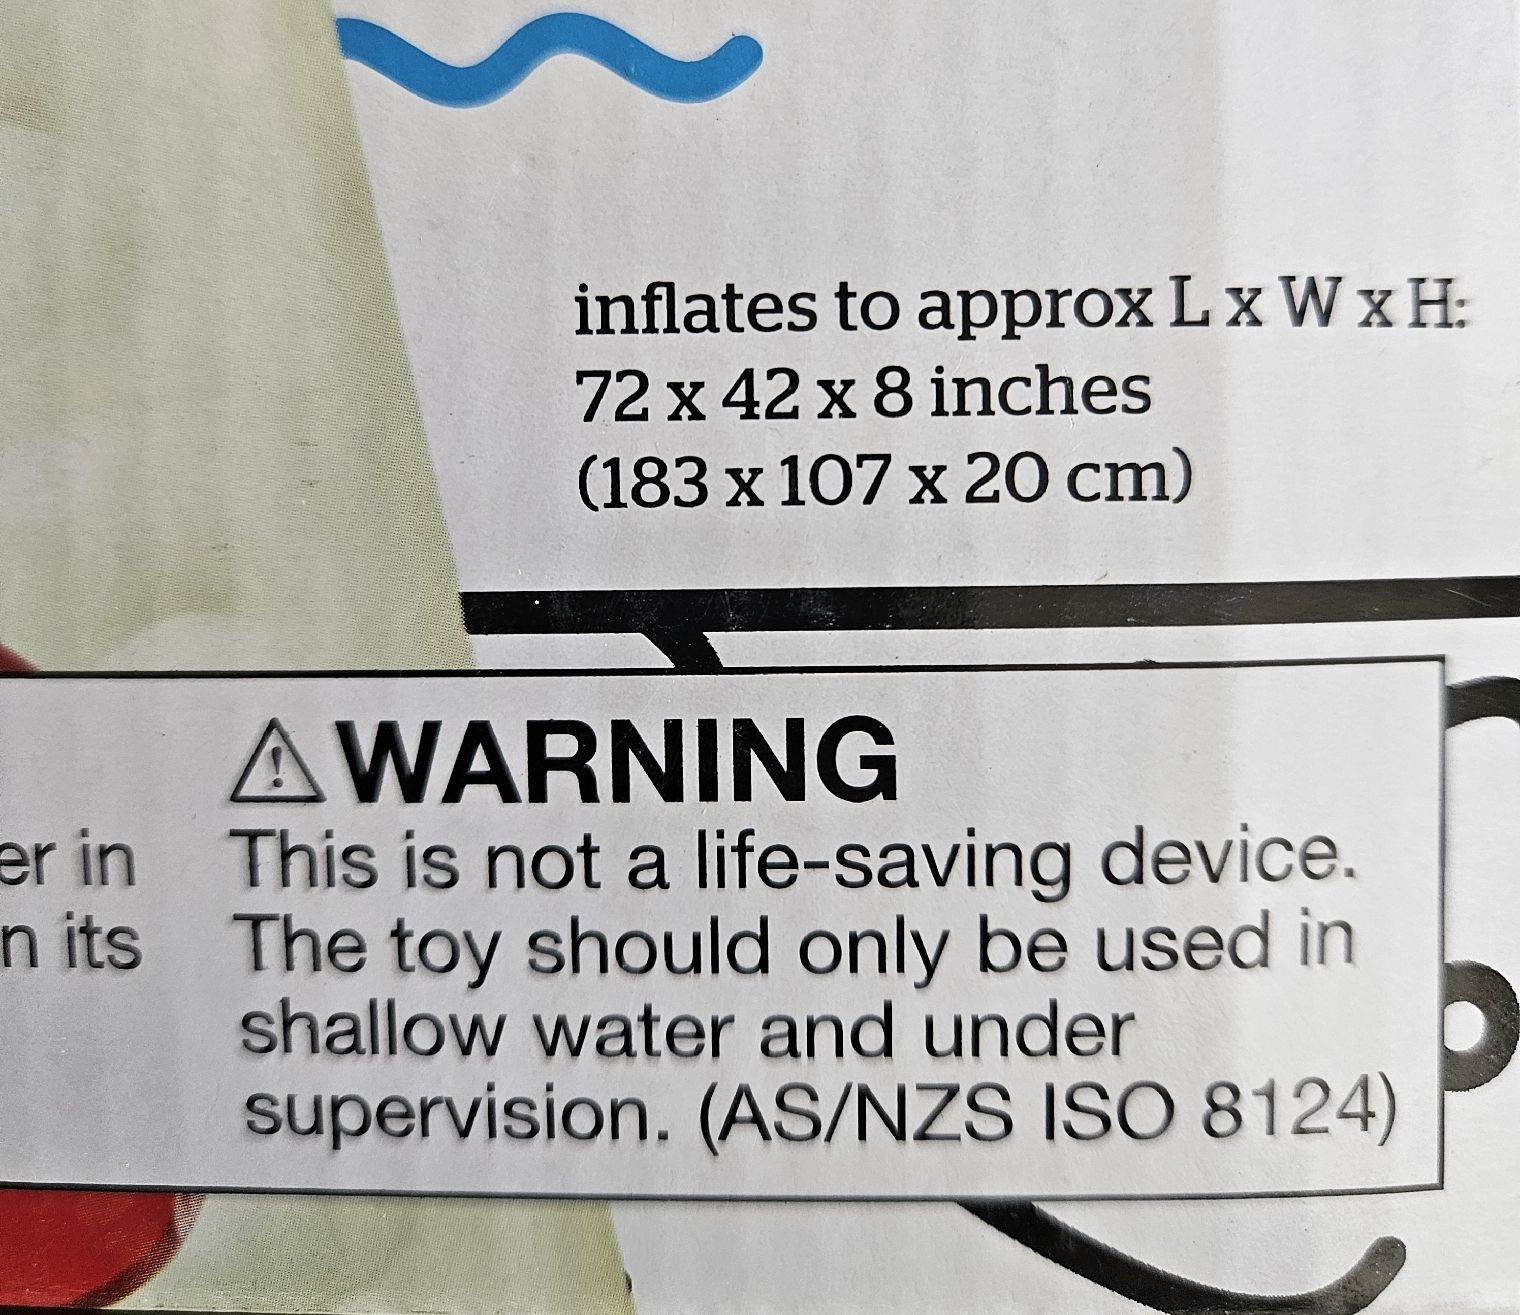 inflates to approx L x W x H:
72 x 42 x 8 inches
(183 x 107 x 20 cm)
⚠ WARNING
This is not a life-saving device.
The toy should only be used in
shallow water and under
supervision. (AS/NZS ISO 8124)
er in
n its